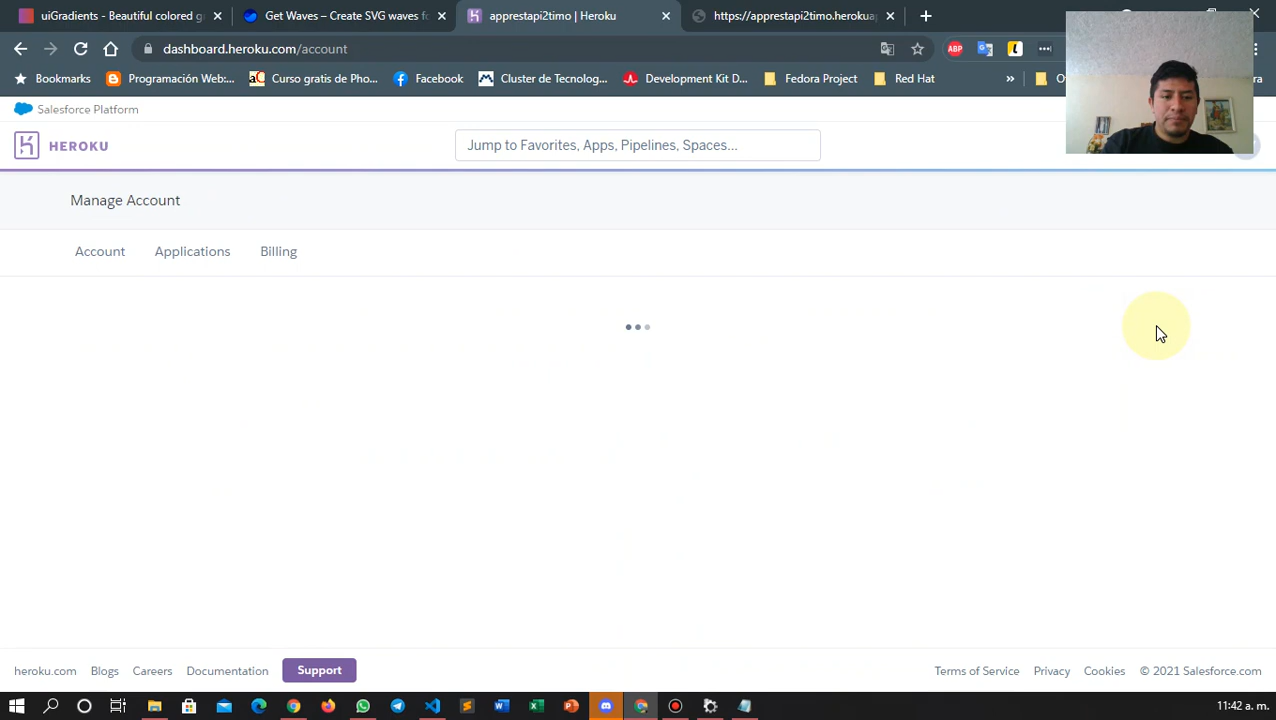 uiGradients - Beautiful colored g
Get Waves – Create SVG waves fo
apprestapi2timo | Heroku
https://apprestapi2timo.herokuap
dashboard.heroku.com/account
ABP
Bookmarks
Programación Web:...
Curso gratis de Pho...
Facebook
Cluster de Tecnolog...
Development Kit D...
Fedora Project
Red Hat
Salesforce Platform
HEROKU
Jump to Favorites, Apps, Pipelines, Spaces...
Manage Account
Account
Applications
Billing
heroku.com
Blogs
Careers
Documentation
Support
Terms of Service
Privacy
Cookies
© 2021 Salesforce.com
11:42 a. m.